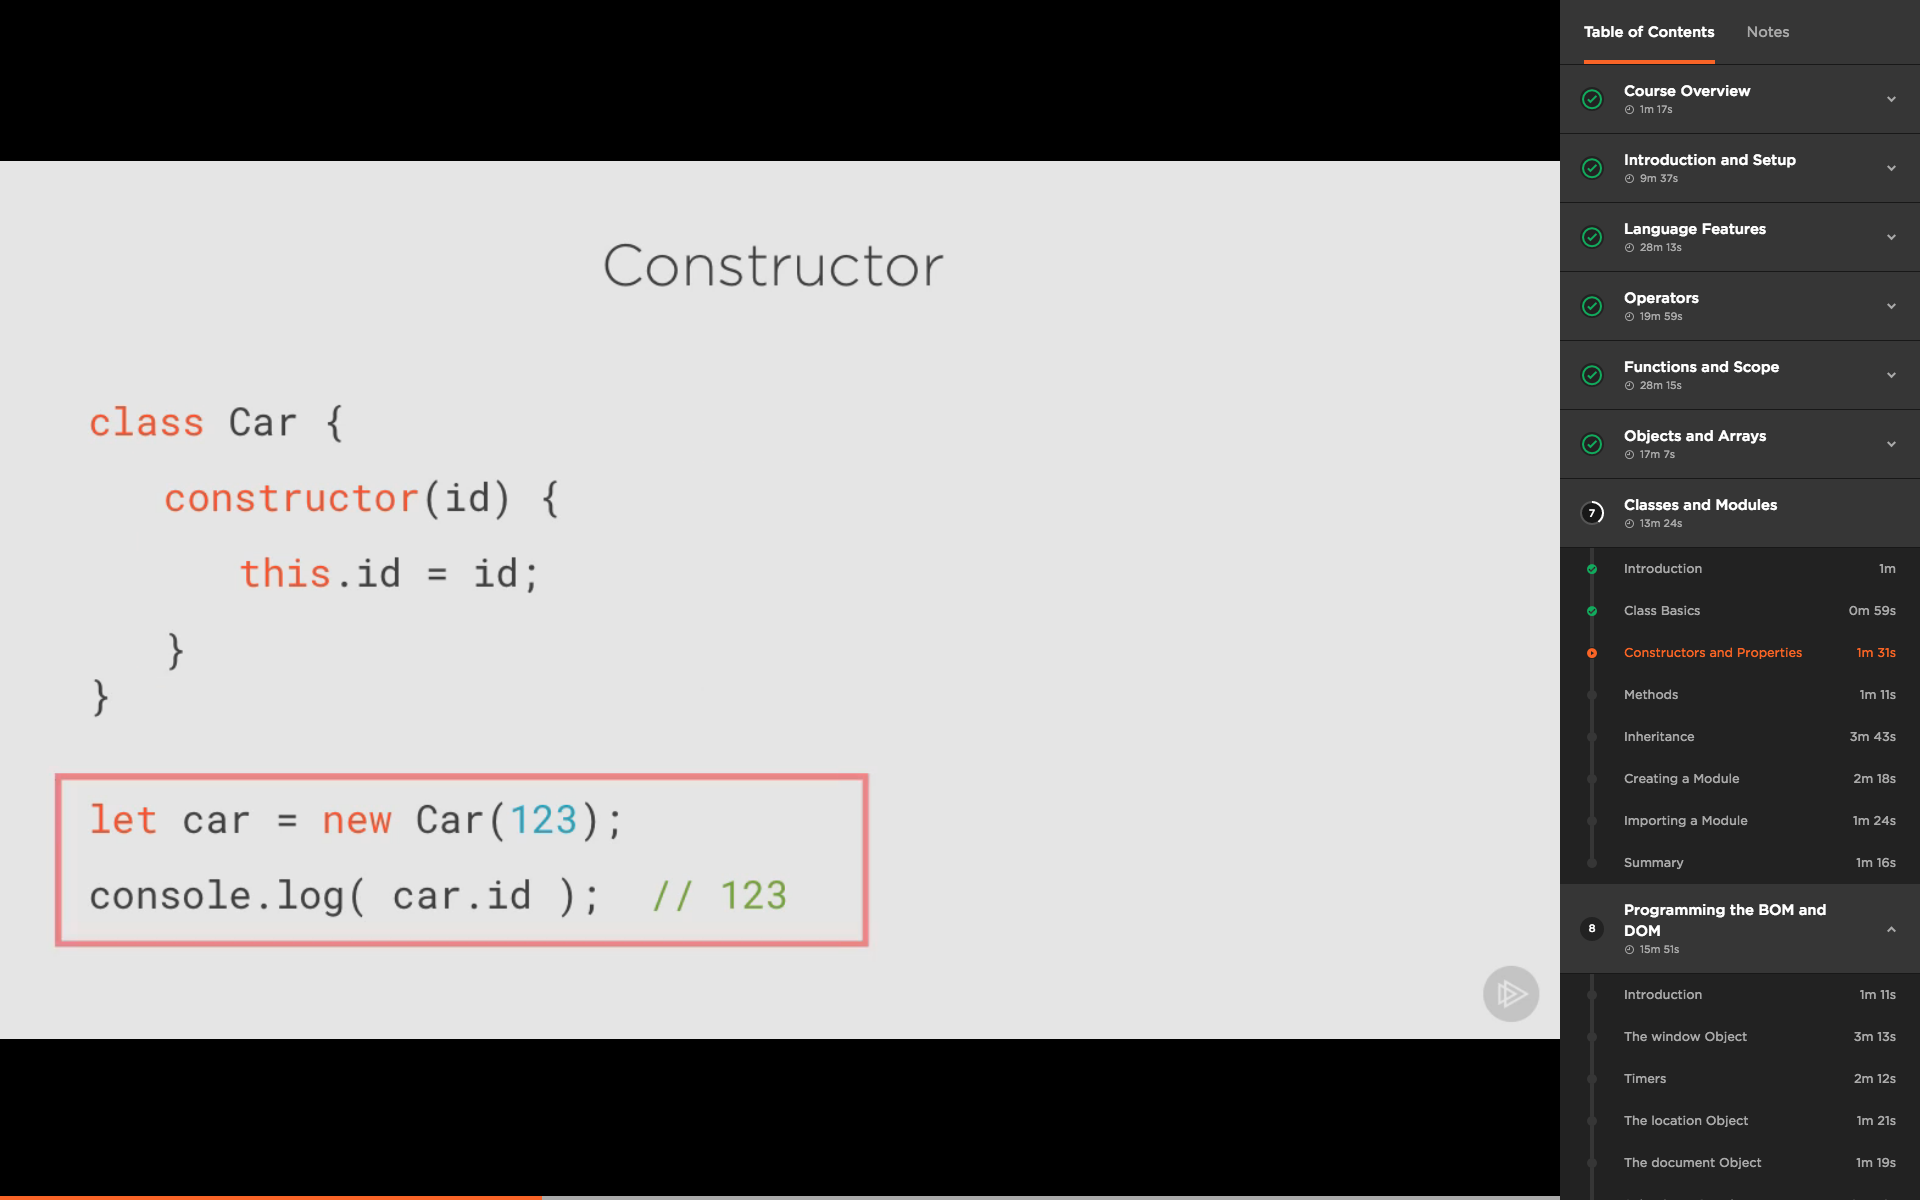 Constructor
class Car {
constructor(id) {
this.id = id;
}
}
let car = new Car(123);
console.log( car.id ); // 123
Table of Contents Notes
Course Overview
1m 17s
Introduction and Setup
9m 37s
Language Features
28m 13s
Operators
19m 59s
Functions and Scope
28m 15s
Objects and Arrays
17m 7s
7 Classes and Modules
13m 24s
Introduction 1m
Class Basics 0m 59s
Constructors and Properties 1m 31s
Methods 1m 11s
Inheritance 3m 43s
Creating a Module 2m 18s
Importing a Module 1m 24s
Summary 1m 16s
8 Programming the BOM and
DOM
15m 51s
Introduction 1m 11s
The window Object 3m 13s
Timers 2m 12s
The location Object 1m 21s
The document Object 1m 19s